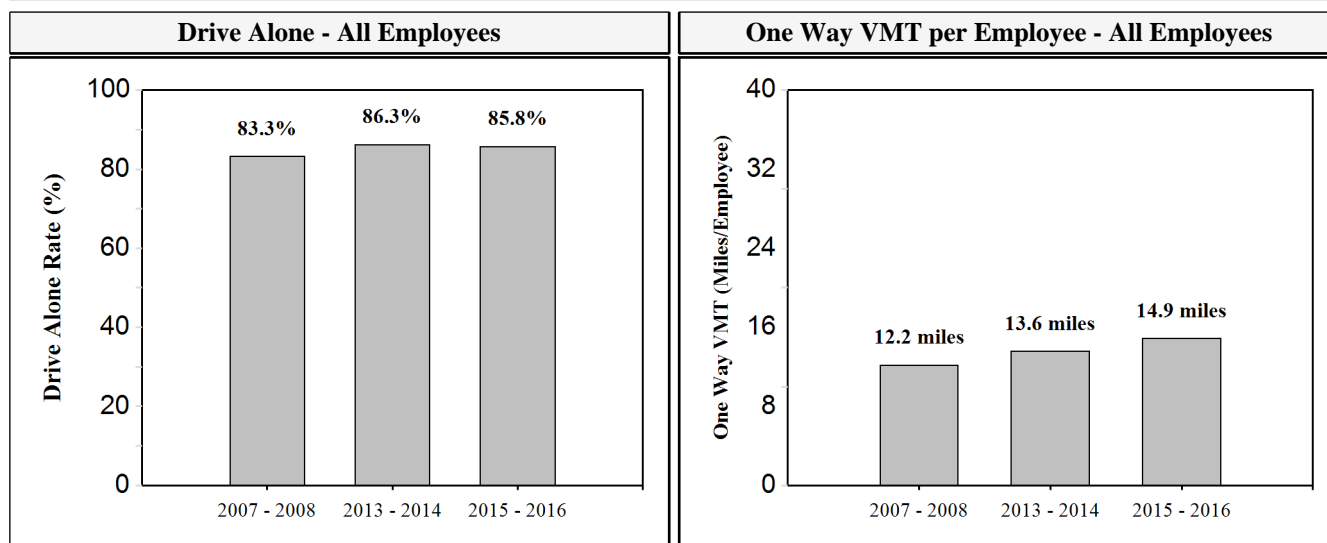 Drive Alone - All Employees
100
80
60
40
20
0
Drive Alone Rate (%)
83.3%
86.3%
85.8%
2007 - 2008
2013 - 2014
2015 - 2016
One Way VMT per Employee - All Employees
40
32
24
16
8
0
One Way VMT (Miles/Employee)
12.2 miles
13.6 miles
14.9 miles
2007 - 2008
2013 - 2014
2015 - 2016